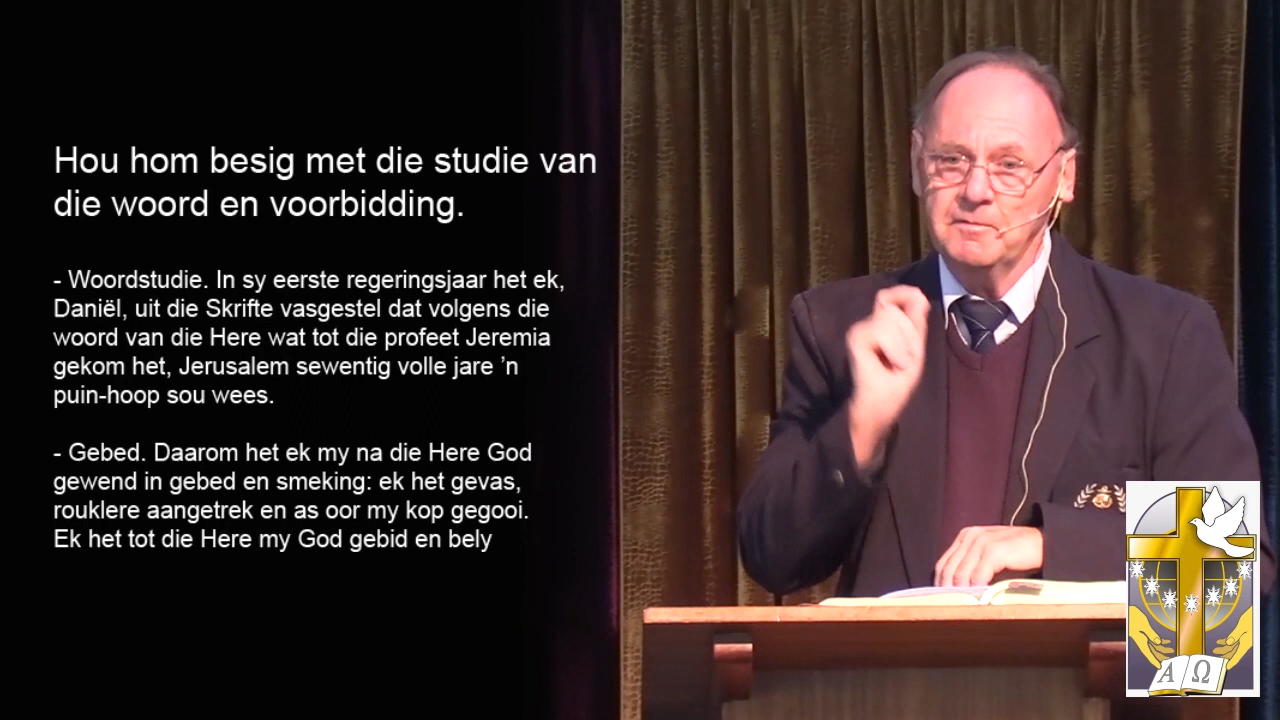 Hou hom besig met die studie van
die woord en voorbidding.
- Woordstudie. In sy eerste regeringsjaar het ek,
Daniël, uit die Skrifte vasgestel dat volgens die
woord van die Here wat tot die profeet Jeremia
gekom het, Jerusalem sewentig volle jare ’n
puin-hoop sou wees.
- Gebed. Daarom het ek my na die Here God
gewend in gebed en smeking: ek het gevas,
rouklere aangetrek en as oor my kop gegooi.
Ek het tot die Here my God gebid en bely
A Ω